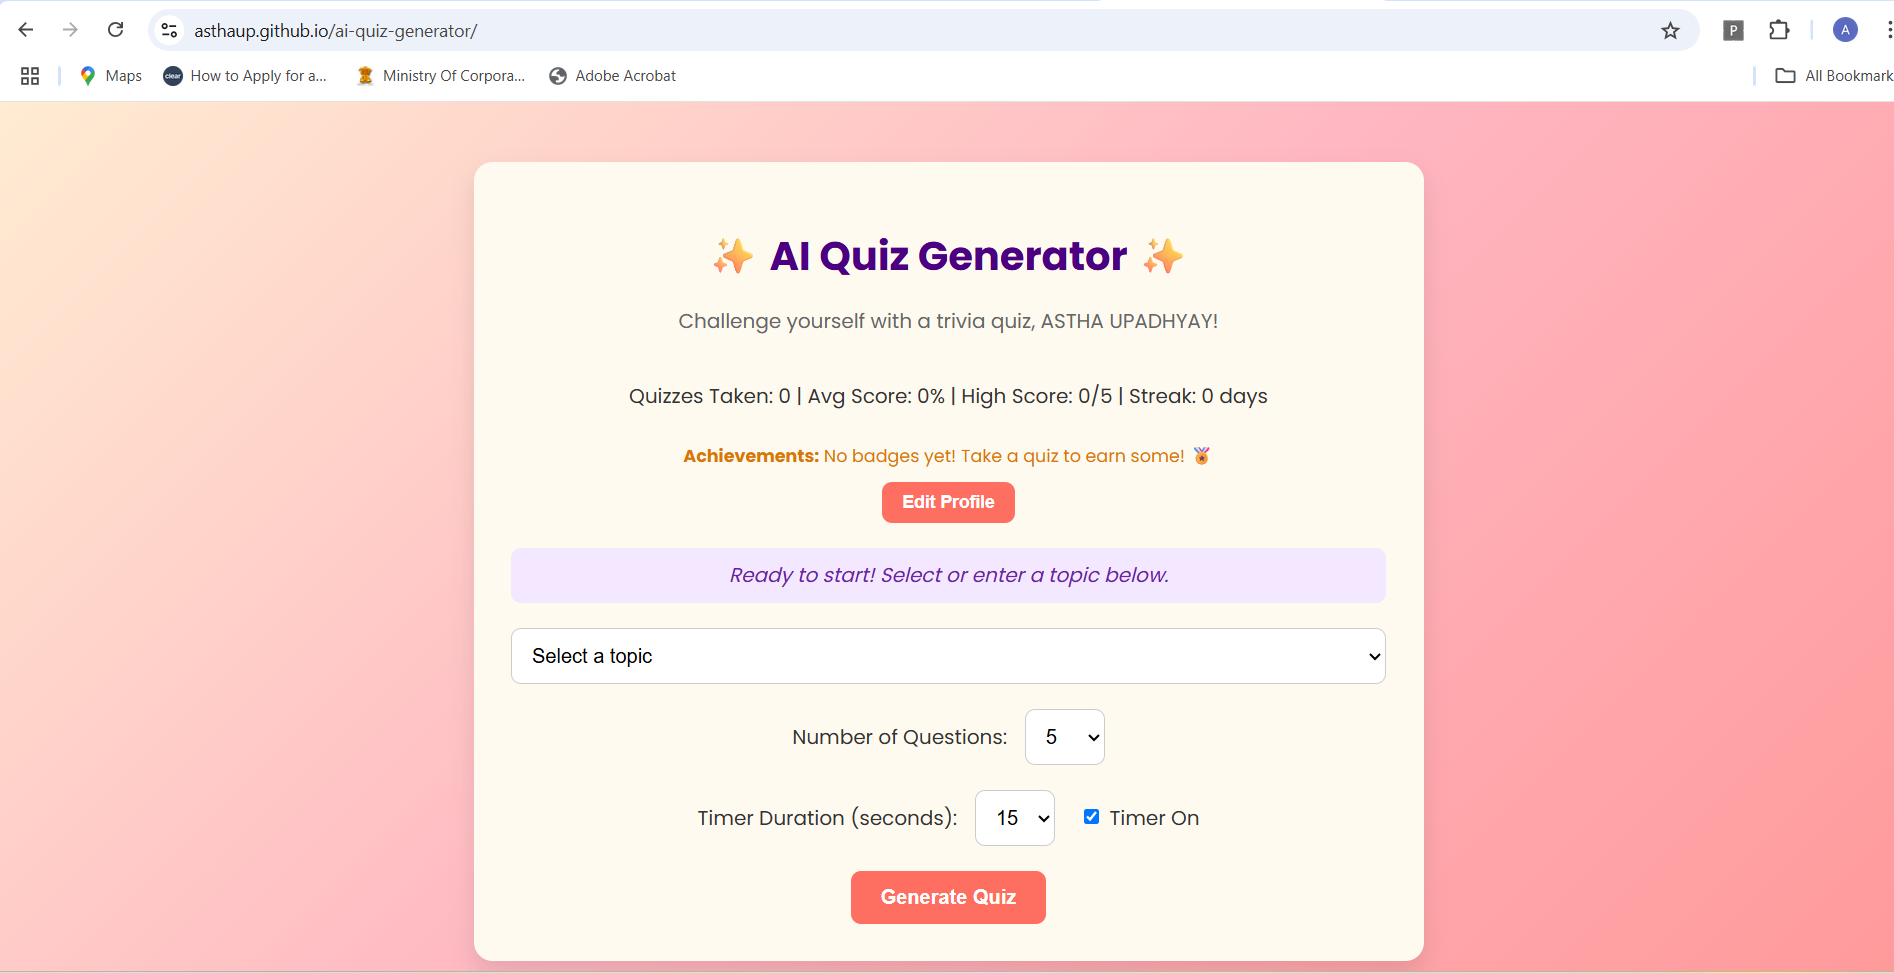 asthaup.github.io/ai-quiz-generator/
P
A
Maps
clear
How to Apply for a...
Ministry Of Corpora...
Adobe Acrobat
All Bookmark
✨ AI Quiz Generator ✨
Challenge yourself with a trivia quiz, ASTHA UPADHYAY!
Quizzes Taken: 0 | Avg Score: 0% | High Score: 0/5 | Streak: 0 days
Achievements: No badges yet! Take a quiz to earn some! 🏅
Edit Profile
Ready to start! Select or enter a topic below.
Select a topic
Number of Questions: 5
Timer Duration (seconds): 15 Timer On
Generate Quiz